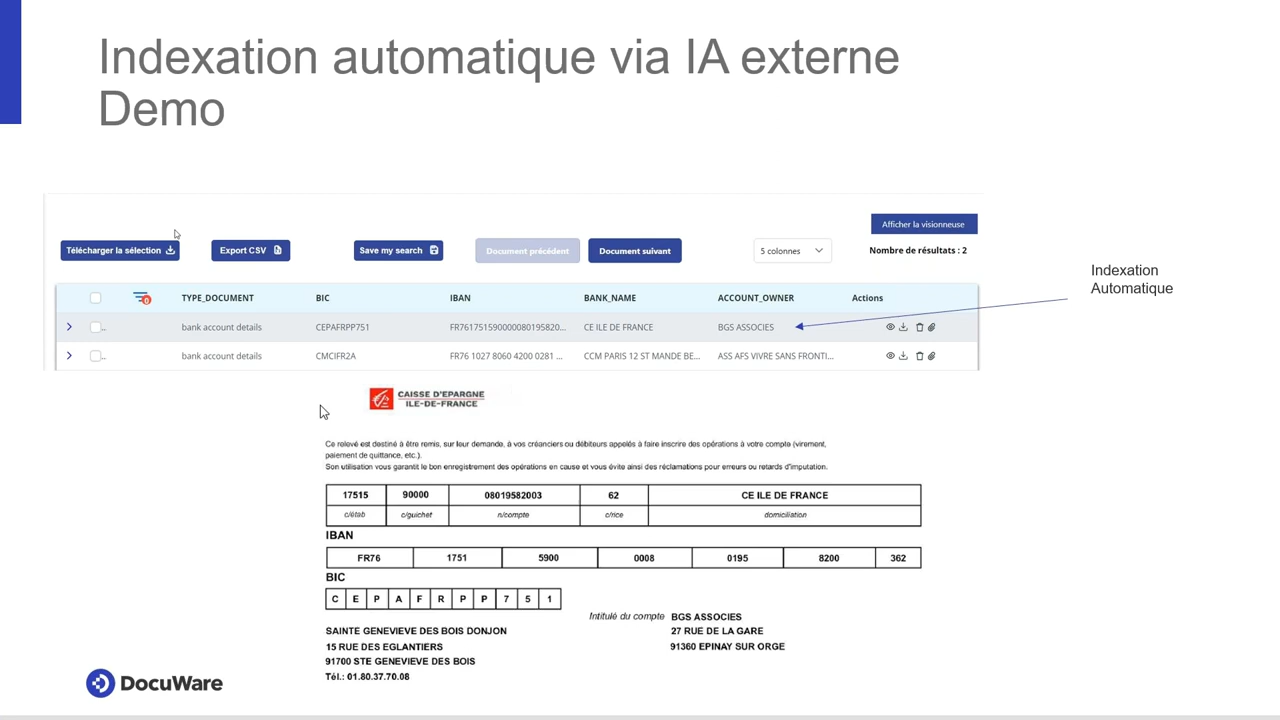 Indexation automatique via IA externe
Demo
Afficher la visionneuse
Télécharger la sélection
Export CSV
Save my search
Document précédent
Document suivant
5 colonnes
Nombre de résultats : 2
Indexation
Automatique
0
TYPE_DOCUMENT BIC IBAN BANK_NAME ACCOUNT_OWNER Actions
bank account details CEPAFRPP751 FR76175159000080195820... CE ILE DE FRANCE BGS ASSOCIES
bank account details CMCIFR2A FR76 1027 8060 4200 0281 ... CCM PARIS 12 ST MANDE BE... ASS AFS VIVRE SANS FRONTI...
CAISSE D'EPARGNE
ILE-DE-FRANCE
Ce relevé est destiné à être remis, sur leur demande, à vos créanciers ou débiteurs appelés à faire inscrire des opérations à votre compte (virement,
paiement de quittance, etc.).
Son utilisation vous garantit le bon enregistrement des opérations en cause et vous évite ainsi des réclamations pour erreurs ou retards d'imputation.
17515 90000 08019582003 62 CE ILE DE FRANCE
c/étab c/guichet n/compte c/rice domiciliation
IBAN
FR76 1751 5900 0008 0195 8200 362
BIC
C E P A F R P P 7 5 1
Intitulé du compte BGS ASSOCIES
27 RUE DE LA GARE
91360 EPINAY SUR ORGE
SAINTE GENEVIEVE DES BOIS DONJON
15 RUE DES EGLANTIERS
91700 STE GENEVIEVE DES BOIS
Tél.: 01.80.37.70.08
DocuWare